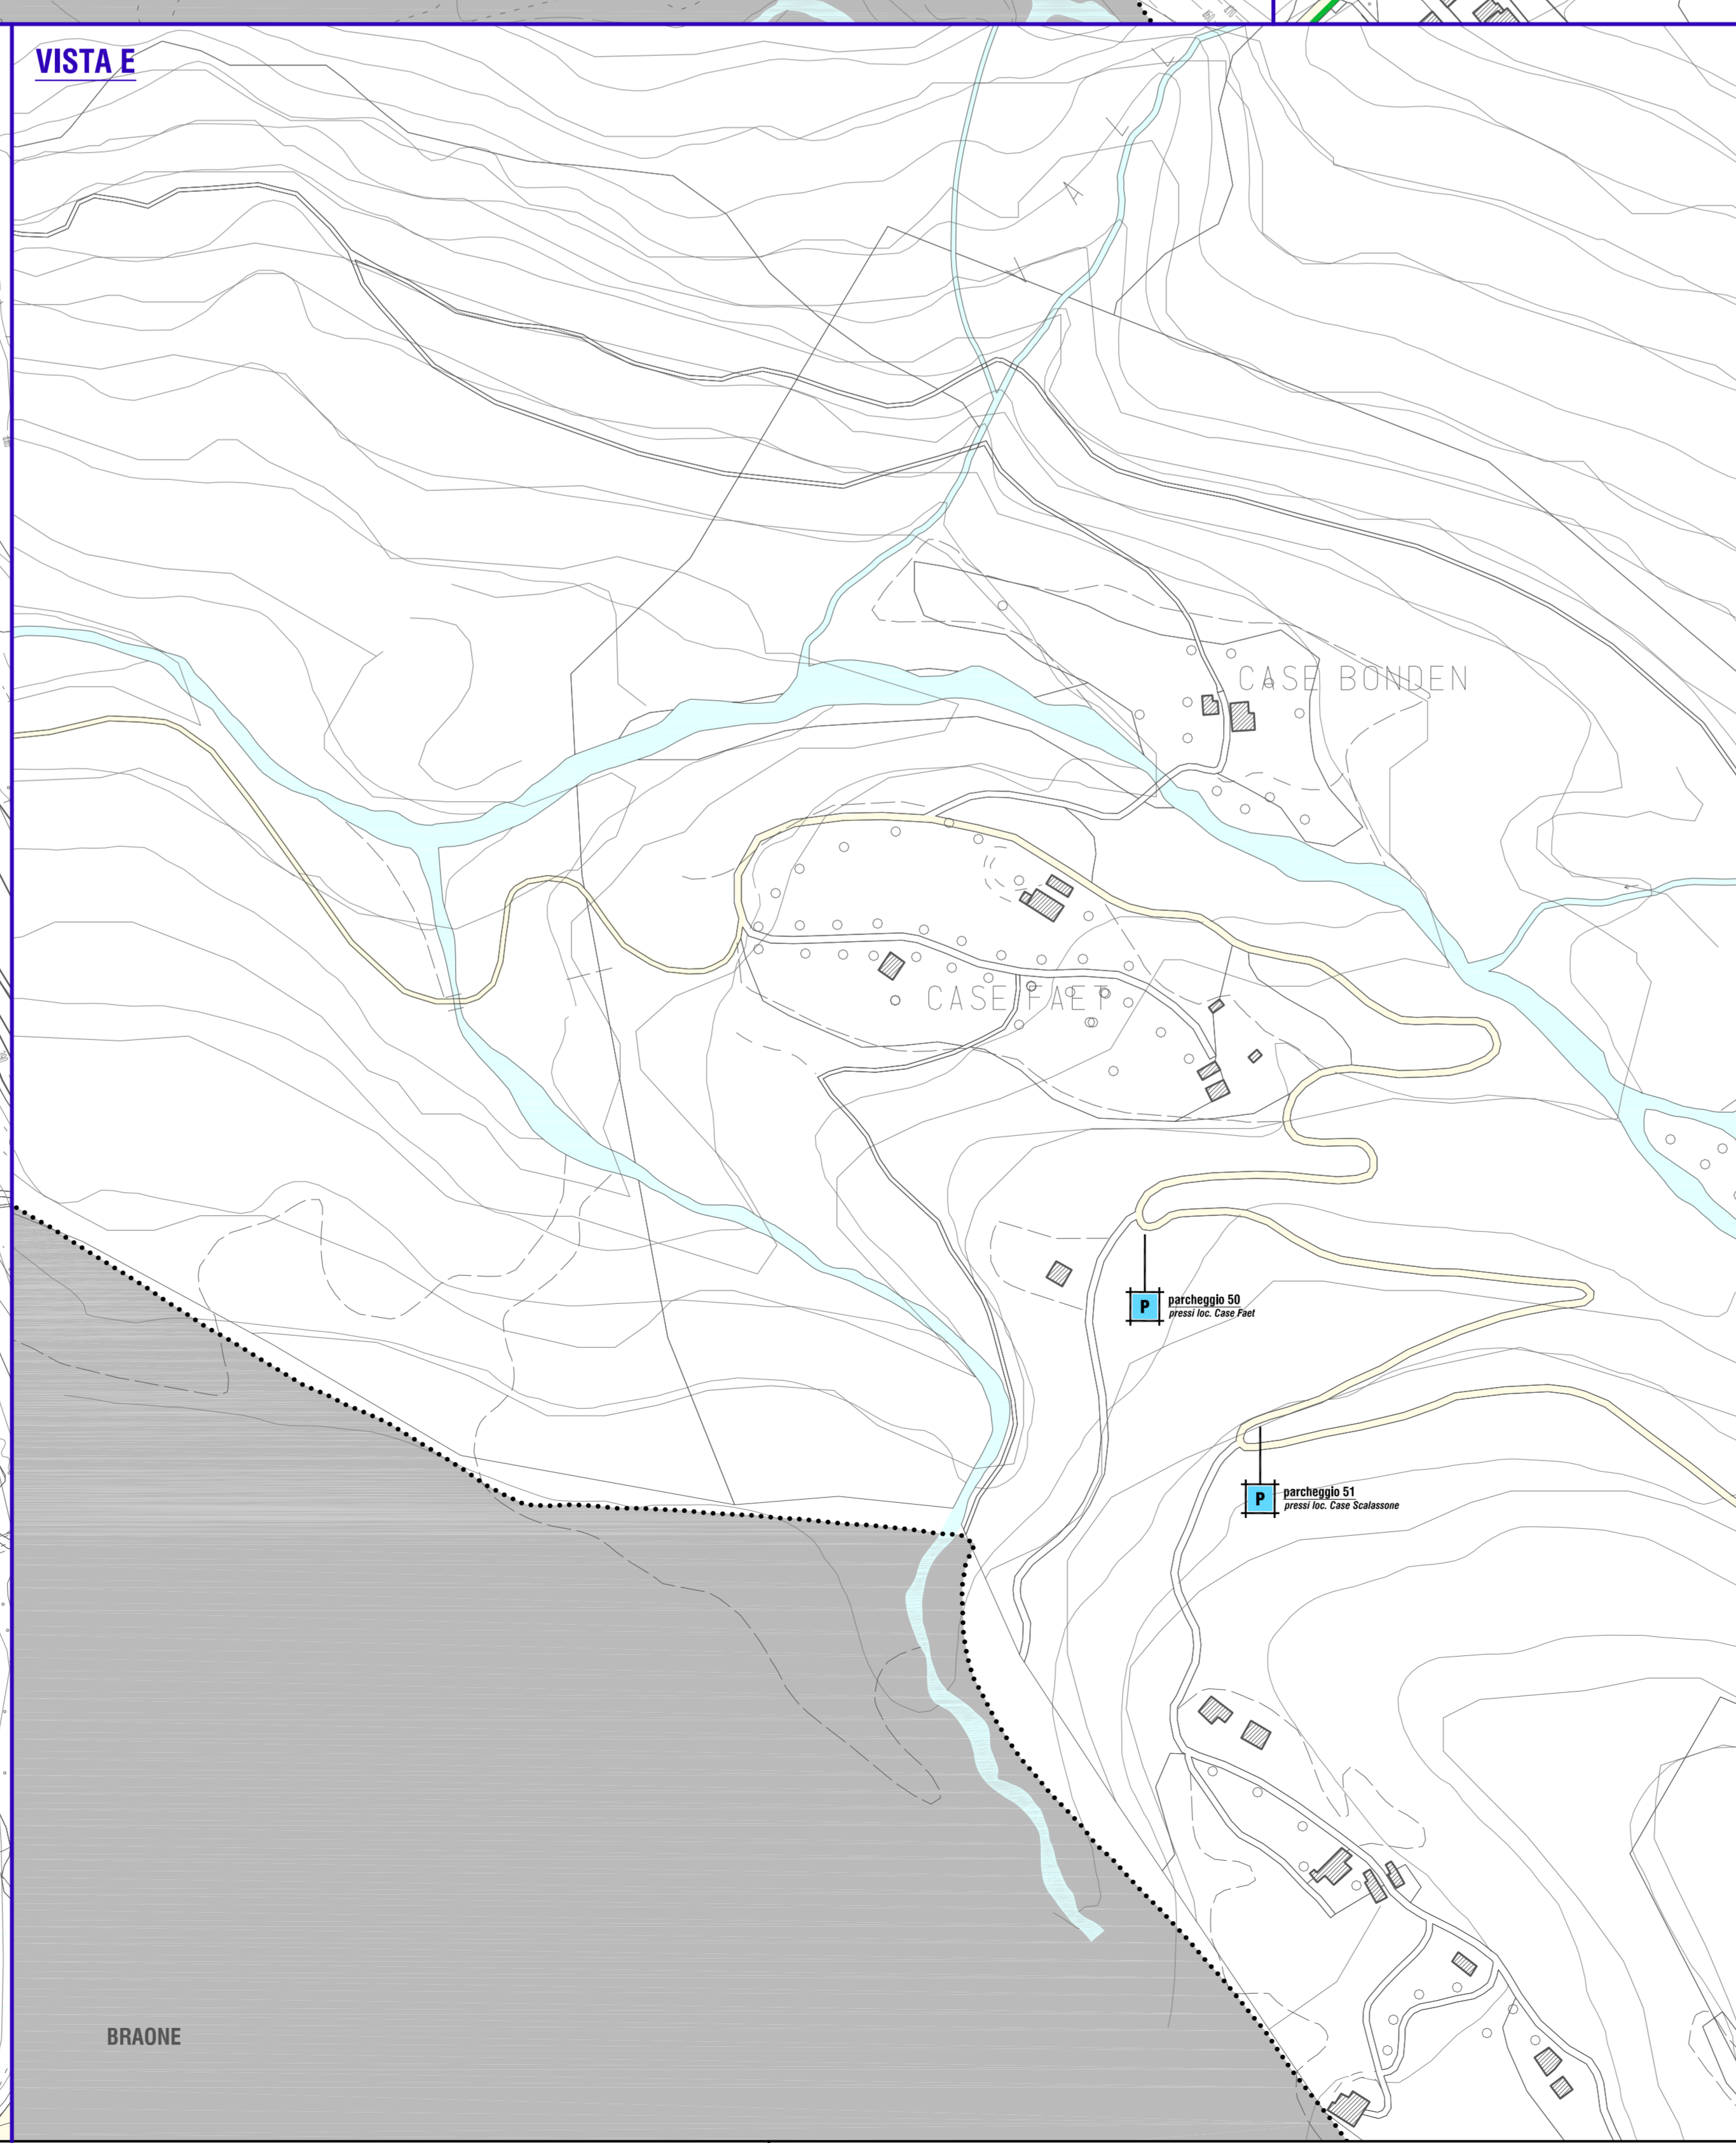 VISTA E
CASE BONDEN
CASE FAET
P
parcheggio 50
pressi loc. Case Faet
P
parcheggio 51
pressi loc. Case Scalassone
BRAONE